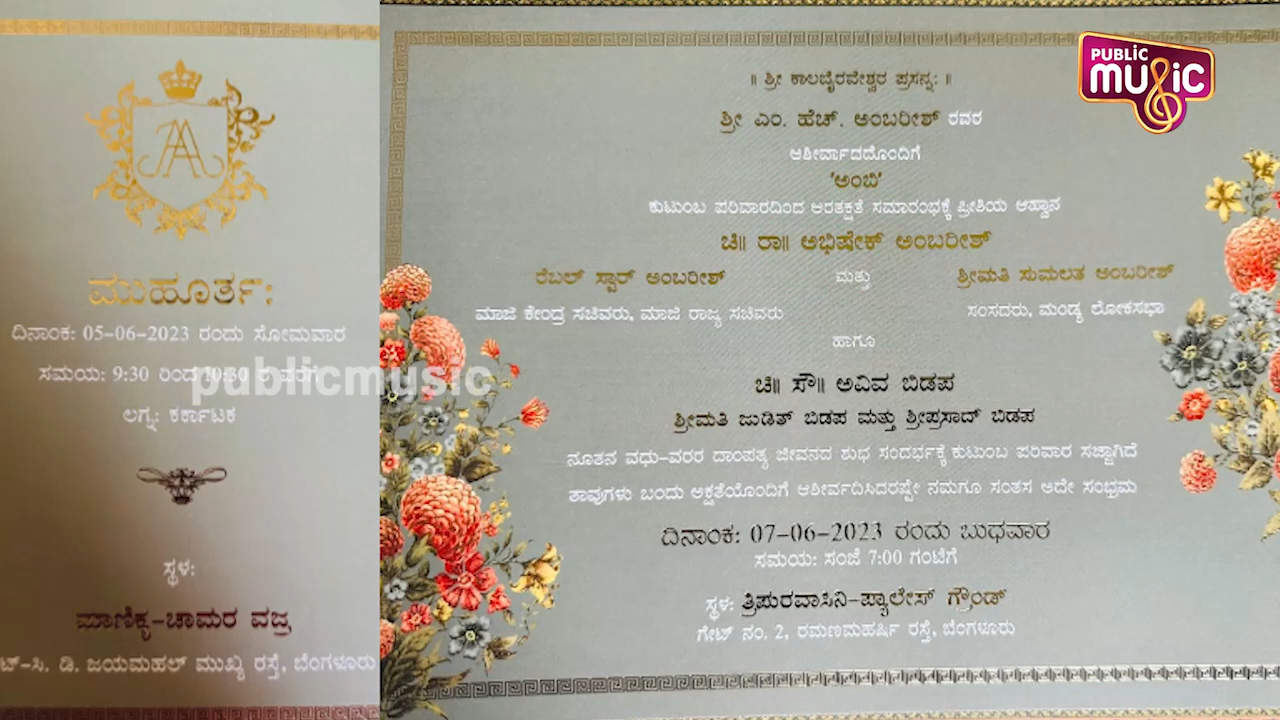 AA
ಮುಹೂರ್ತ:
ದಿನಾಂಕ: 05-06-2023 ರಂದು ಸೋಮವಾರ
ಸಮಯ: 9:30 ರಿಂದ 10:30 ರ ವರೆಗೆ
ಲಗ್ನ: ಕರ್ಕಾಟಕ
ಸ್ಥಳ:
ಮಾಣಿಕ್ಯ-ಚಾಮರ ವಜ್ರ
ಸಿ. ಡಿ. ಜಯಮಹಲ್ ಮುಖ್ಯ ರಸ್ತೆ, ಬೆಂಗಳೂರು
publicmusic
PUBLIC
music
॥ ಶ್ರೀ ಕಾಲಭೈರವೇಶ್ವರ ಪ್ರಸನ್ನ: ॥
ಶ್ರೀ ಎಂ. ಹೆಚ್. ಅಂಬರೀಶ್ ರವರ
ಆಶೀರ್ವಾದದೊಂದಿಗೆ
'ಅಂಬಿ'
ಕುಟುಂಬ ಪರಿವಾರದಿಂದ ಆರತಕ್ಷತೆ ಸಮಾರಂಭಕ್ಕೆ ಪ್ರೀತಿಯ ಆಹ್ವಾನ
ಚಿ॥ ರಾ॥ ಅಭಿಷೇಕ್ ಅಂಬರೀಶ್
ರೆಬಲ್ ಸ್ಟಾರ್ ಅಂಬರೀಶ್ ಮತ್ತು ಶ್ರೀಮತಿ ಸುಮಲತ ಅಂಬರೀಶ್
ಮಾಜಿ ಕೇಂದ್ರ ಸಚಿವರು, ಮಾಜಿ ರಾಜ್ಯ ಸಚಿವರು ಸಂಸದರು, ಮಂಡ್ಯ ಲೋಕಸಭಾ
ಹಾಗೂ
ಚಿ॥ ಸೌ॥ ಅವಿವ ಬಿಡಪ
ಶ್ರೀಮತಿ ಜುಡಿತ್ ಬಿಡಪ ಮತ್ತು ಶ್ರೀಪ್ರಸಾದ್ ಬಿಡಪ
ನೂತನ ವಧು-ವರರ ದಾಂಪತ್ಯ ಜೀವನದ ಶುಭ ಸಂದರ್ಭಕ್ಕೆ ಕುಟುಂಬ ಪರಿವಾರ ಸಜ್ಜಾಗಿದೆ
ತಾವುಗಳು ಬಂದು ಅಕ್ಷತೆಯೊಂದಿಗೆ ಆಶೀರ್ವದಿಸಿದರಷ್ಟೇ ನಮಗೂ ಸಂತಸ ಅದೇ ಸಂಭ್ರಮ
ದಿನಾಂಕ: 07-06-2023 ರಂದು ಬುಧವಾರ
ಸಮಯ: ಸಂಜೆ 7:00 ಗಂಟೆಗೆ
ಸ್ಥಳ: ತ್ರಿಪುರವಾಸಿನಿ-ಪ್ಯಾಲೇಸ್ ಗ್ರೌಂಡ್
ಗೇಟ್ ನಂ. 2, ರಮಣಮಹರ್ಷಿ ರಸ್ತೆ, ಬೆಂಗಳೂರು